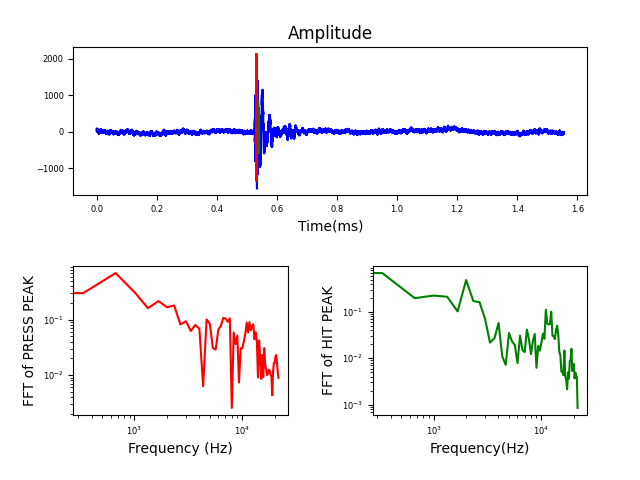 Amplitude
2000
1000
0
−1000
0.0 0.2 0.4 0.6 0.8 1.0 1.2 1.4 1.6
Time(ms)
FFT of PRESS PEAK
10⁻¹
10⁻²
10³ 10⁴
Frequency (Hz)
FFT of HIT PEAK
10⁻¹
10⁻²
10⁻³
10³ 10⁴
Frequency(Hz)